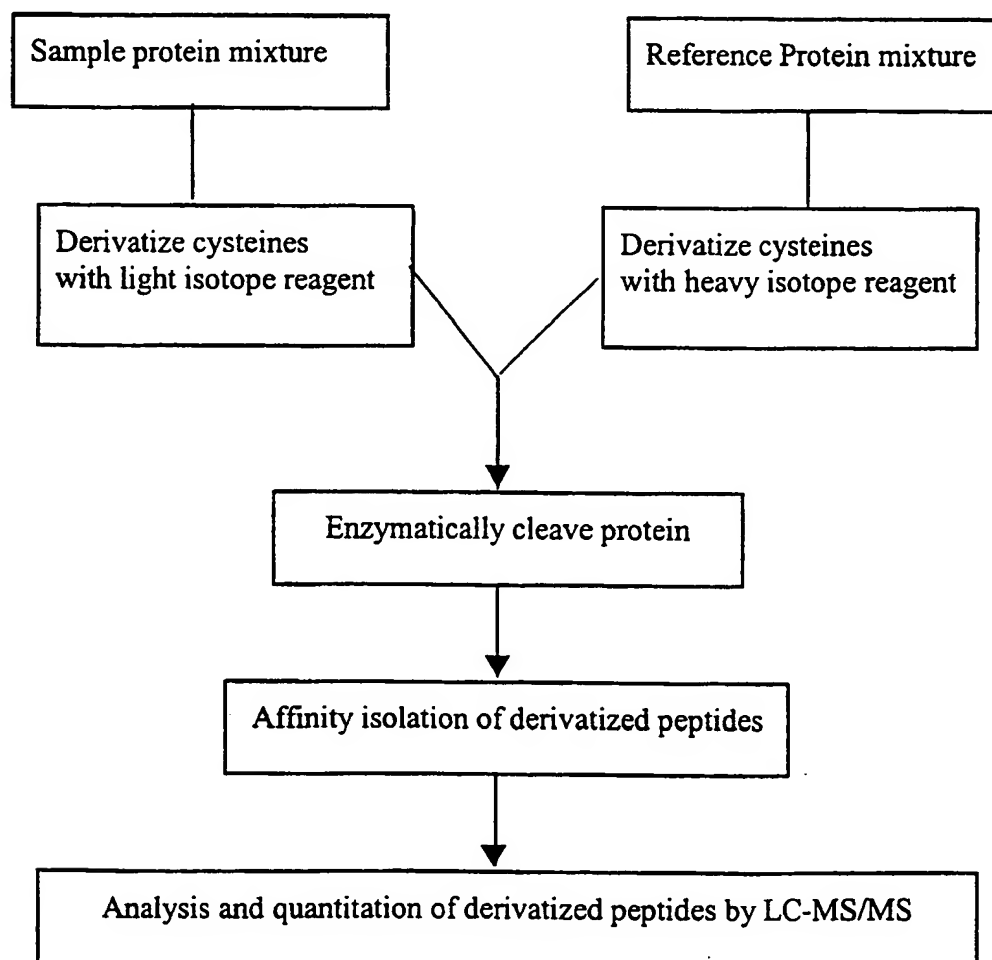 Sample protein mixture
Reference Protein mixture
Derivatize cysteines
with light isotope reagent
Derivatize cysteines
with heavy isotope reagent
Enzymatically cleave protein
Affinity isolation of derivatized peptides
Analysis and quantitation of derivatized peptides by LC-MS/MS